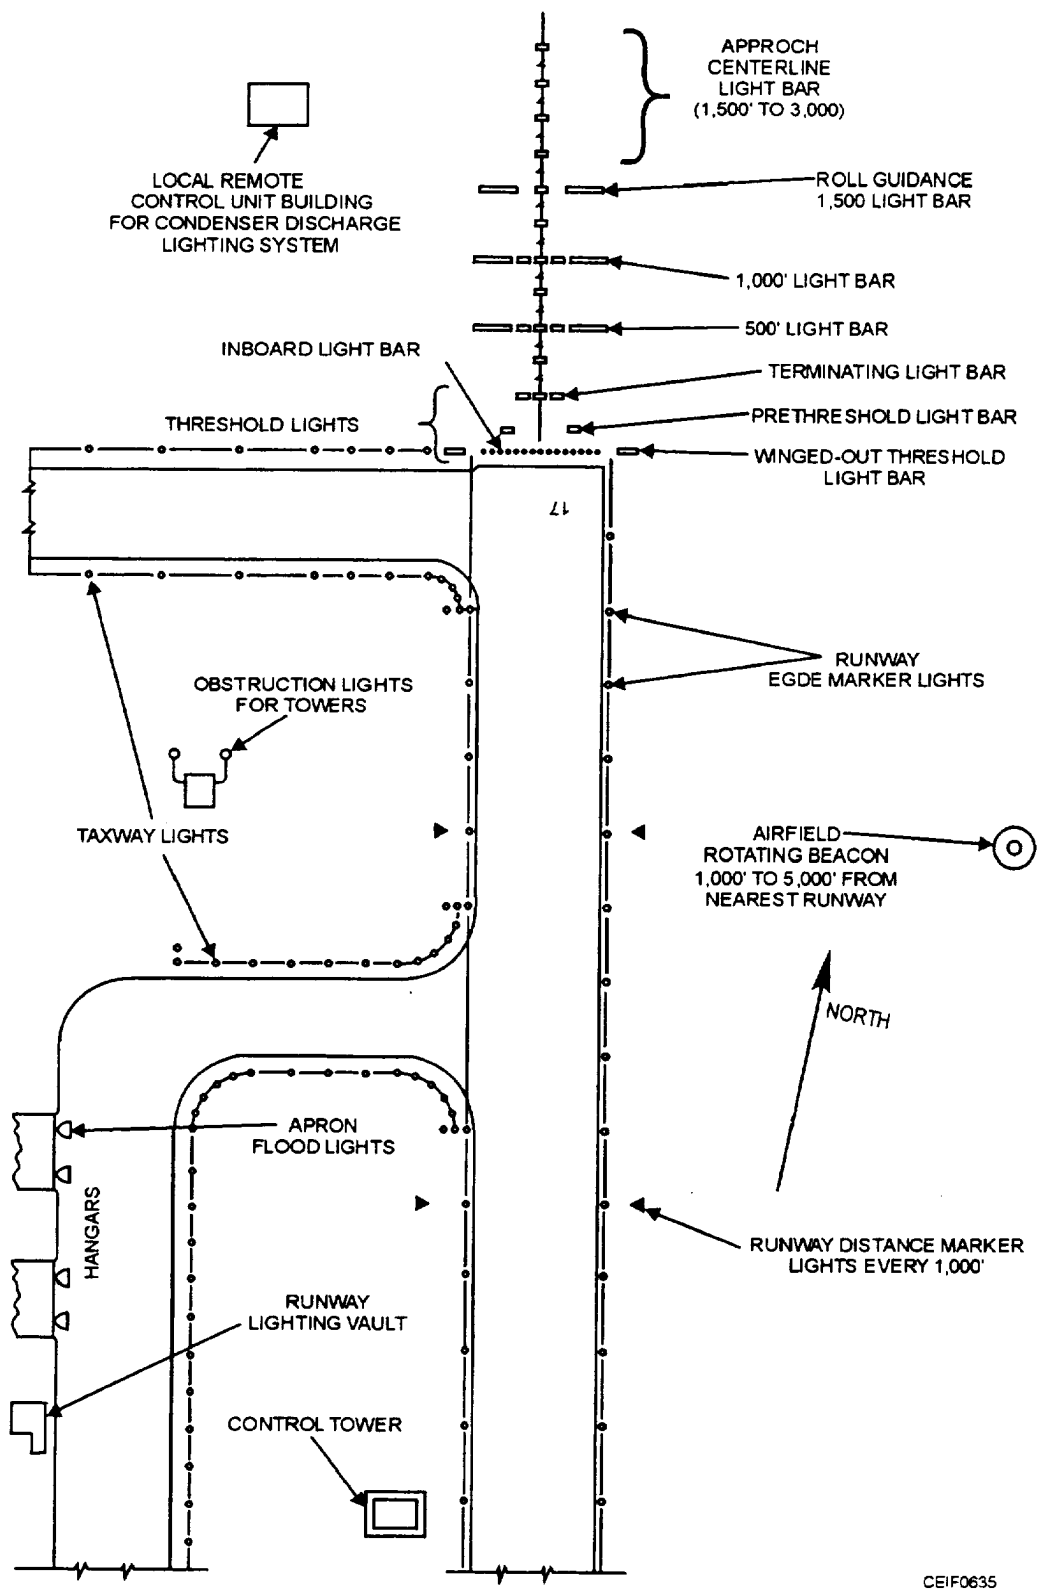 APPROCH
CENTERLINE
LIGHT BAR
(1,500' TO 3,000)
LOCAL REMOTE
CONTROL UNIT BUILDING
FOR CONDENSER DISCHARGE
LIGHTING SYSTEM
ROLL GUIDANCE
1,500 LIGHT BAR
1,000' LIGHT BAR
500' LIGHT BAR
INBOARD LIGHT BAR
TERMINATING LIGHT BAR
PRETHRESHOLD LIGHT BAR
THRESHOLD LIGHTS
WINGED-OUT THRESHOLD
LIGHT BAR
17
RUNWAY
EGDE MARKER LIGHTS
OBSTRUCTION LIGHTS
FOR TOWERS
TAXWAY LIGHTS
AIRFIELD
ROTATING BEACON
1,000' TO 5,000' FROM
NEAREST RUNWAY
NORTH
APRON
FLOOD LIGHTS
HANGARS
RUNWAY DISTANCE MARKER
LIGHTS EVERY 1,000'
RUNWAY
LIGHTING VAULT
CONTROL TOWER
CEIF0635